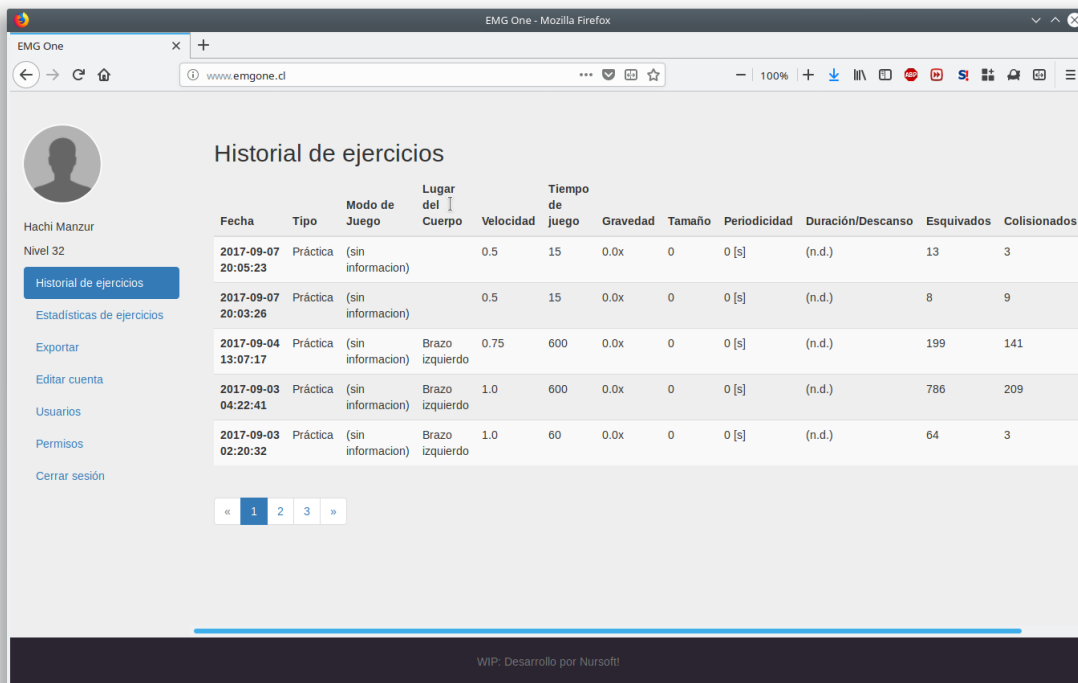 EMG One - Mozilla Firefox
EMG One
www.emgone.cl
100%
ABP
S!
Hachi Manzur
Nivel 32
Historial de ejercicios
Estadísticas de ejercicios
Exportar
Editar cuenta
Usuarios
Permisos
Cerrar sesión
Historial de ejercicios
Fecha Tipo Modo de Juego Lugar del Cuerpo Velocidad Tiempo de juego Gravedad Tamaño Periodicidad Duración/Descanso Esquivados Colisionados
2017-09-07 20:05:23 Práctica (sin informacion) 0.5 15 0.0x 0 0 [s] (n.d.) 13 3
2017-09-07 20:03:26 Práctica (sin informacion) 0.5 15 0.0x 0 0 [s] (n.d.) 8 9
2017-09-04 13:07:17 Práctica (sin informacion) Brazo izquierdo 0.75 600 0.0x 0 0 [s] (n.d.) 199 141
2017-09-03 04:22:41 Práctica (sin informacion) Brazo izquierdo 1.0 600 0.0x 0 0 [s] (n.d.) 786 209
2017-09-03 02:20:32 Práctica (sin informacion) Brazo izquierdo 1.0 60 0.0x 0 0 [s] (n.d.) 64 3
« 1 2 3 »
WIP: Desarrollo por Nursoft!